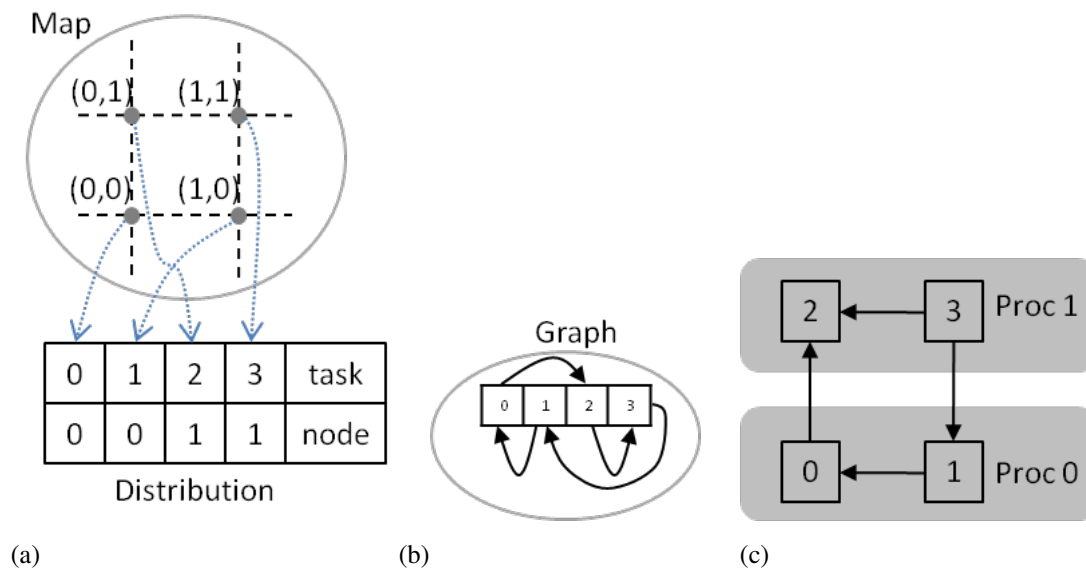 Map
(0,1) (1,1)
(0,0) (1,0)
0 1 2 3 task
0 0 1 1 node
Distribution
Graph
0 1 2 3
2 3 Proc 1
0 1 Proc 0
(a) (b) (c)